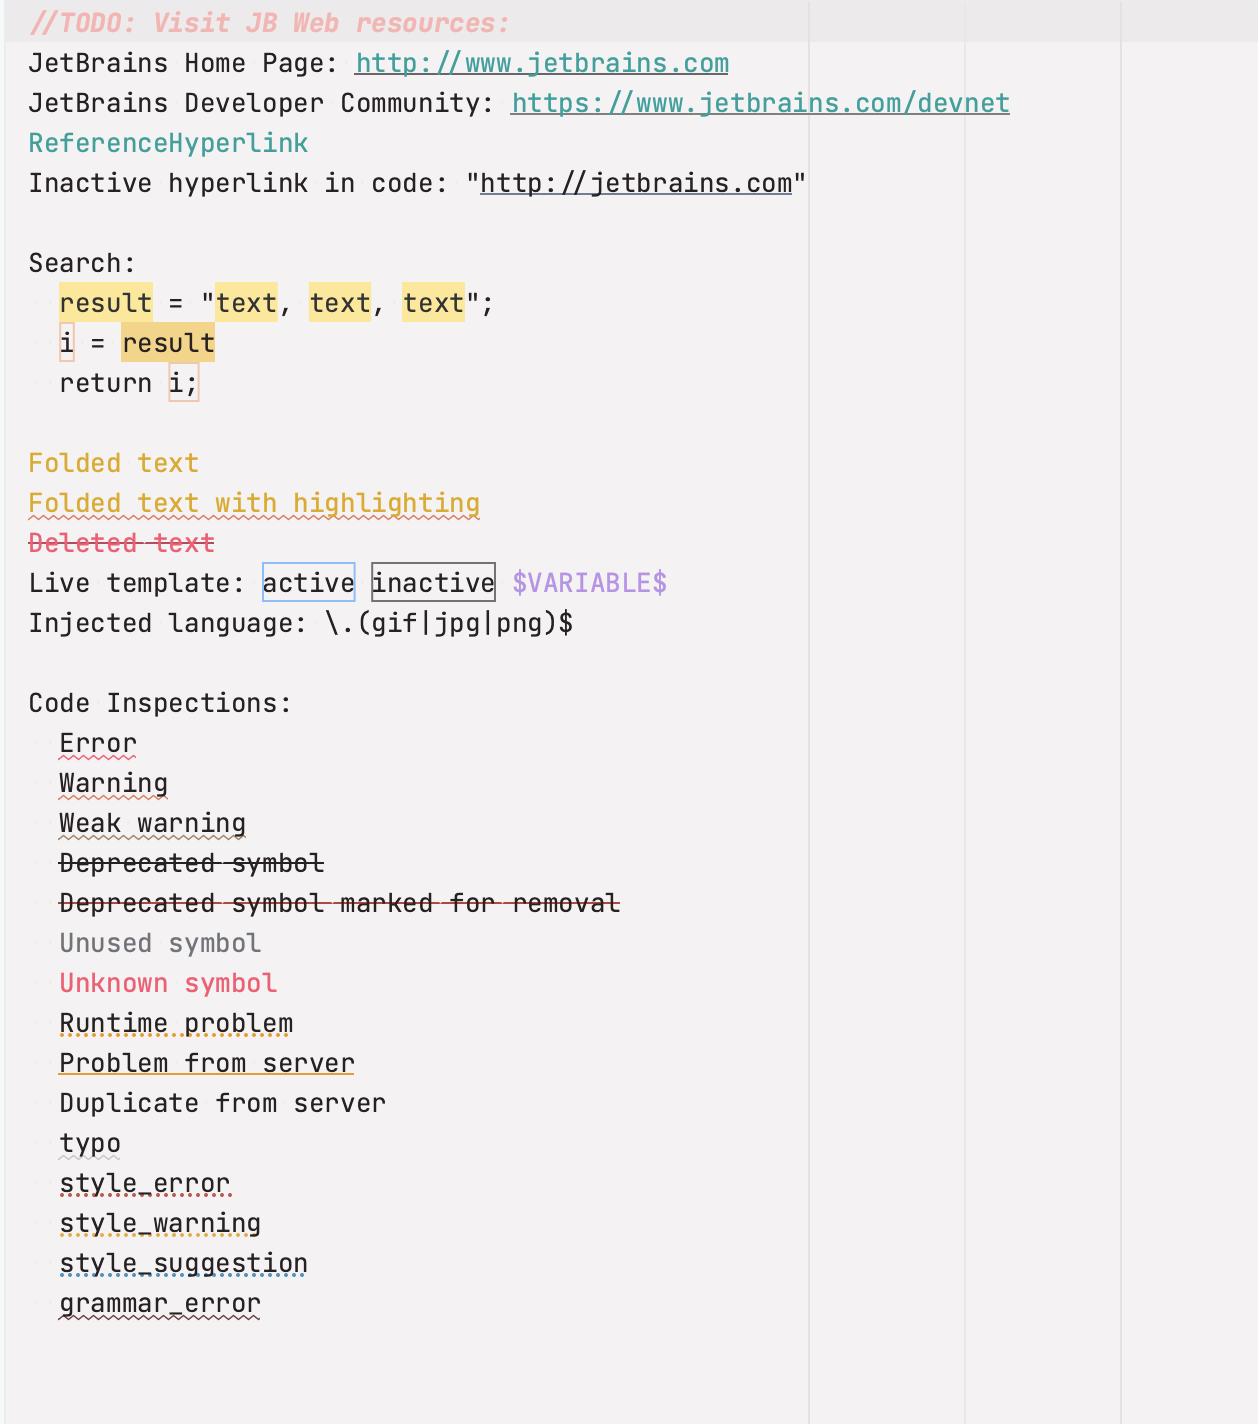 //TODO: Visit JB Web resources:
JetBrains Home Page: http://www.jetbrains.com
JetBrains Developer Community: https://www.jetbrains.com/devnet
ReferenceHyperlink
Inactive hyperlink in code: "http://jetbrains.com"
Search:
result = "text, text, text";
i = result
return i;
Folded text
Folded text with highlighting
Deleted text
Live template: active inactive $VARIABLE$
Injected language: \.(gif|jpg|png)$
Code Inspections:
Error
Warning
Weak warning
Deprecated symbol
Deprecated symbol marked for removal
Unused symbol
Unknown symbol
Runtime problem
Problem from server
Duplicate from server
typo
style_error
style_warning
style_suggestion
grammar_error